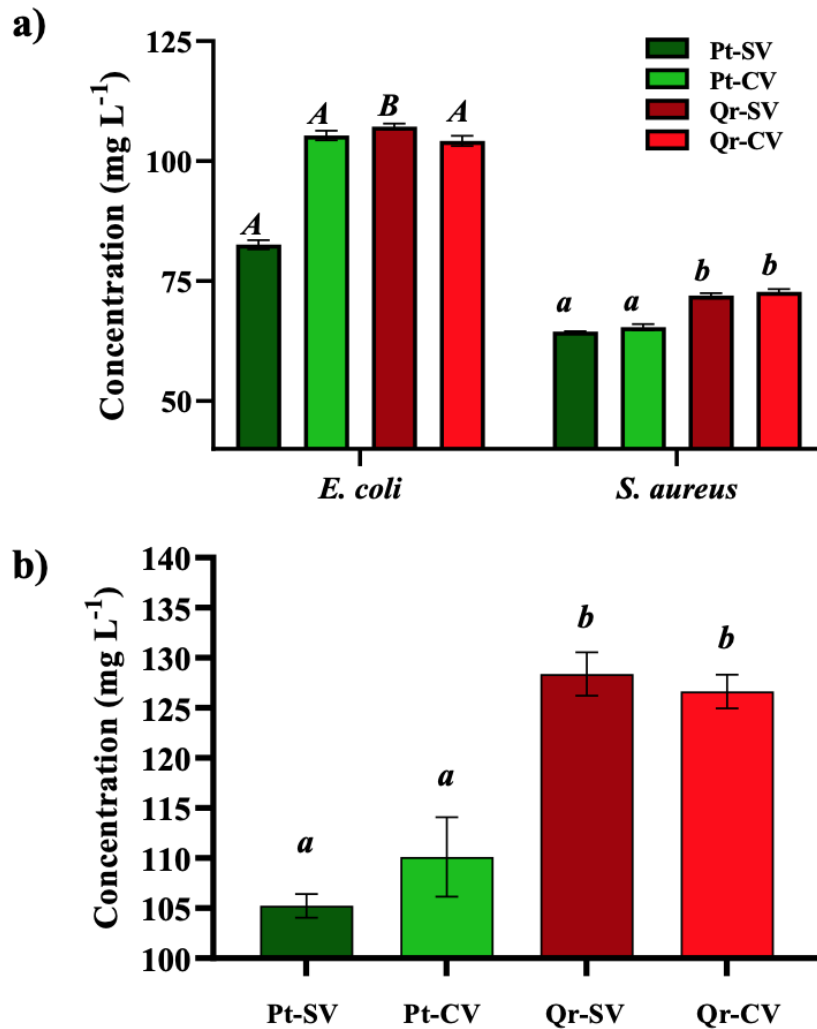 a)
Concentration (mg L⁻¹)
125
100
75
50
A
A
B
A
a
a
b
b
Pt-SV
Pt-CV
Qr-SV
Qr-CV
E. coli
S. aureus
b)
Concentration (mg L⁻¹)
140
135
130
125
120
115
110
105
100
a
a
b
b
Pt-SV
Pt-CV
Qr-SV
Qr-CV